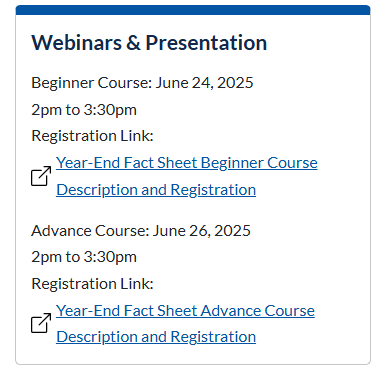 Webinars & Presentation
Beginner Course: June 24, 2025
2pm to 3:30pm
Registration Link:
Year-End Fact Sheet Beginner Course
Description and Registration
Advance Course: June 26, 2025
2pm to 3:30pm
Registration Link:
Year-End Fact Sheet Advance Course
Description and Registration